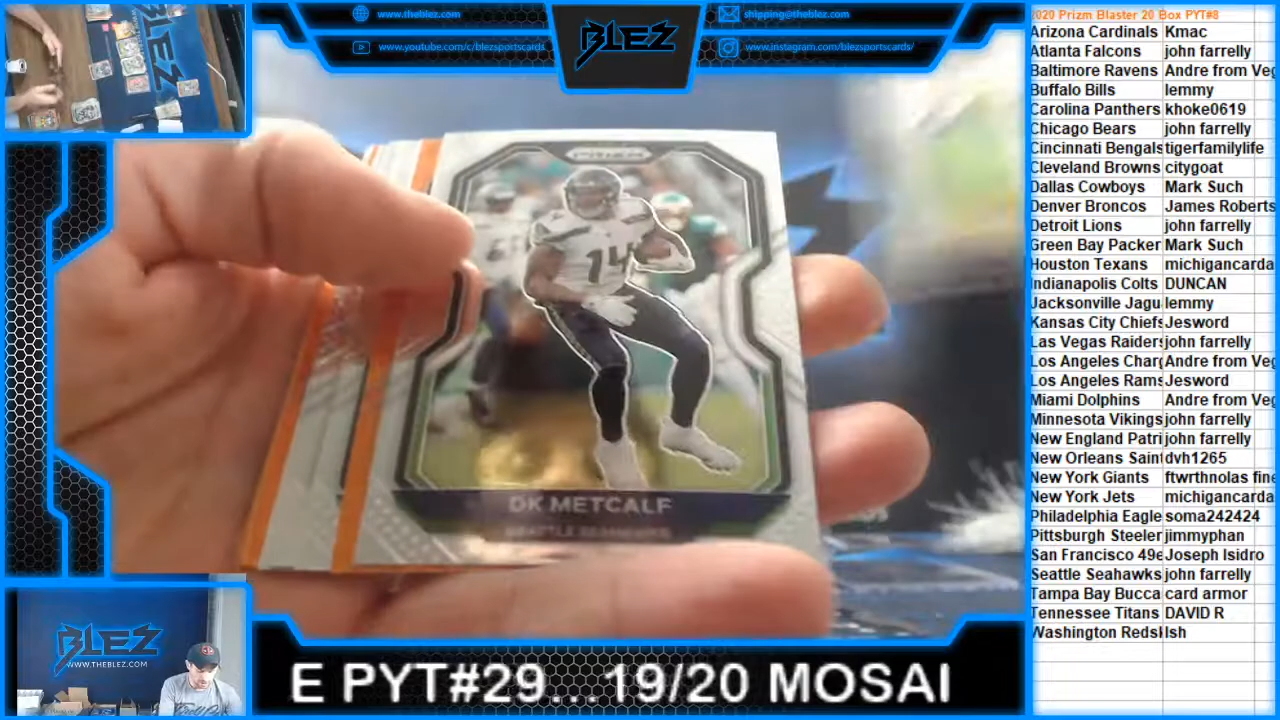 www.theblez.com
shipping@theblez.com
www.youtube.com/c/blezsportscards
www.instagram.com/blezsportscards/
BLEZ
PRIZM
14
DK METCALF
SEATTLE SEAHAWKS
BLEZ
BLEZ
WWW.THEBLEZ.COM
E PYT#29...19/20 MOSAI
2020 Prizm Blaster 20 Box PYT#8
Arizona Cardinals Kmac
Atlanta Falcons john farrelly
Baltimore Ravens Andre from Veg
Buffalo Bills lemmy
Carolina Panthers khoke0619
Chicago Bears john farrelly
Cincinnati Bengals tigerfamilylife
Cleveland Browns citygoat
Dallas Cowboys Mark Such
Denver Broncos James Roberts
Detroit Lions john farrelly
Green Bay Packer Mark Such
Houston Texans michigancarda
Indianapolis Colts DUNCAN
Jacksonville Jagu lemmy
Kansas City Chiefs Jesword
Las Vegas Raiders john farrelly
Los Angeles Charg Andre from Veg
Los Angeles Rams Jesword
Miami Dolphins Andre from Veg
Minnesota Vikings john farrelly
New England Patri john farrelly
New Orleans Saint dvh1265
New York Giants ftwrthnolas fine
New York Jets michigancarda
Philadelphia Eagle soma242424
Pittsburgh Steeler jimmyphan
San Francisco 49e Joseph Isidro
Seattle Seahawks john farrelly
Tampa Bay Bucca card armor
Tennessee Titans DAVID R
Washington Redsk Ish